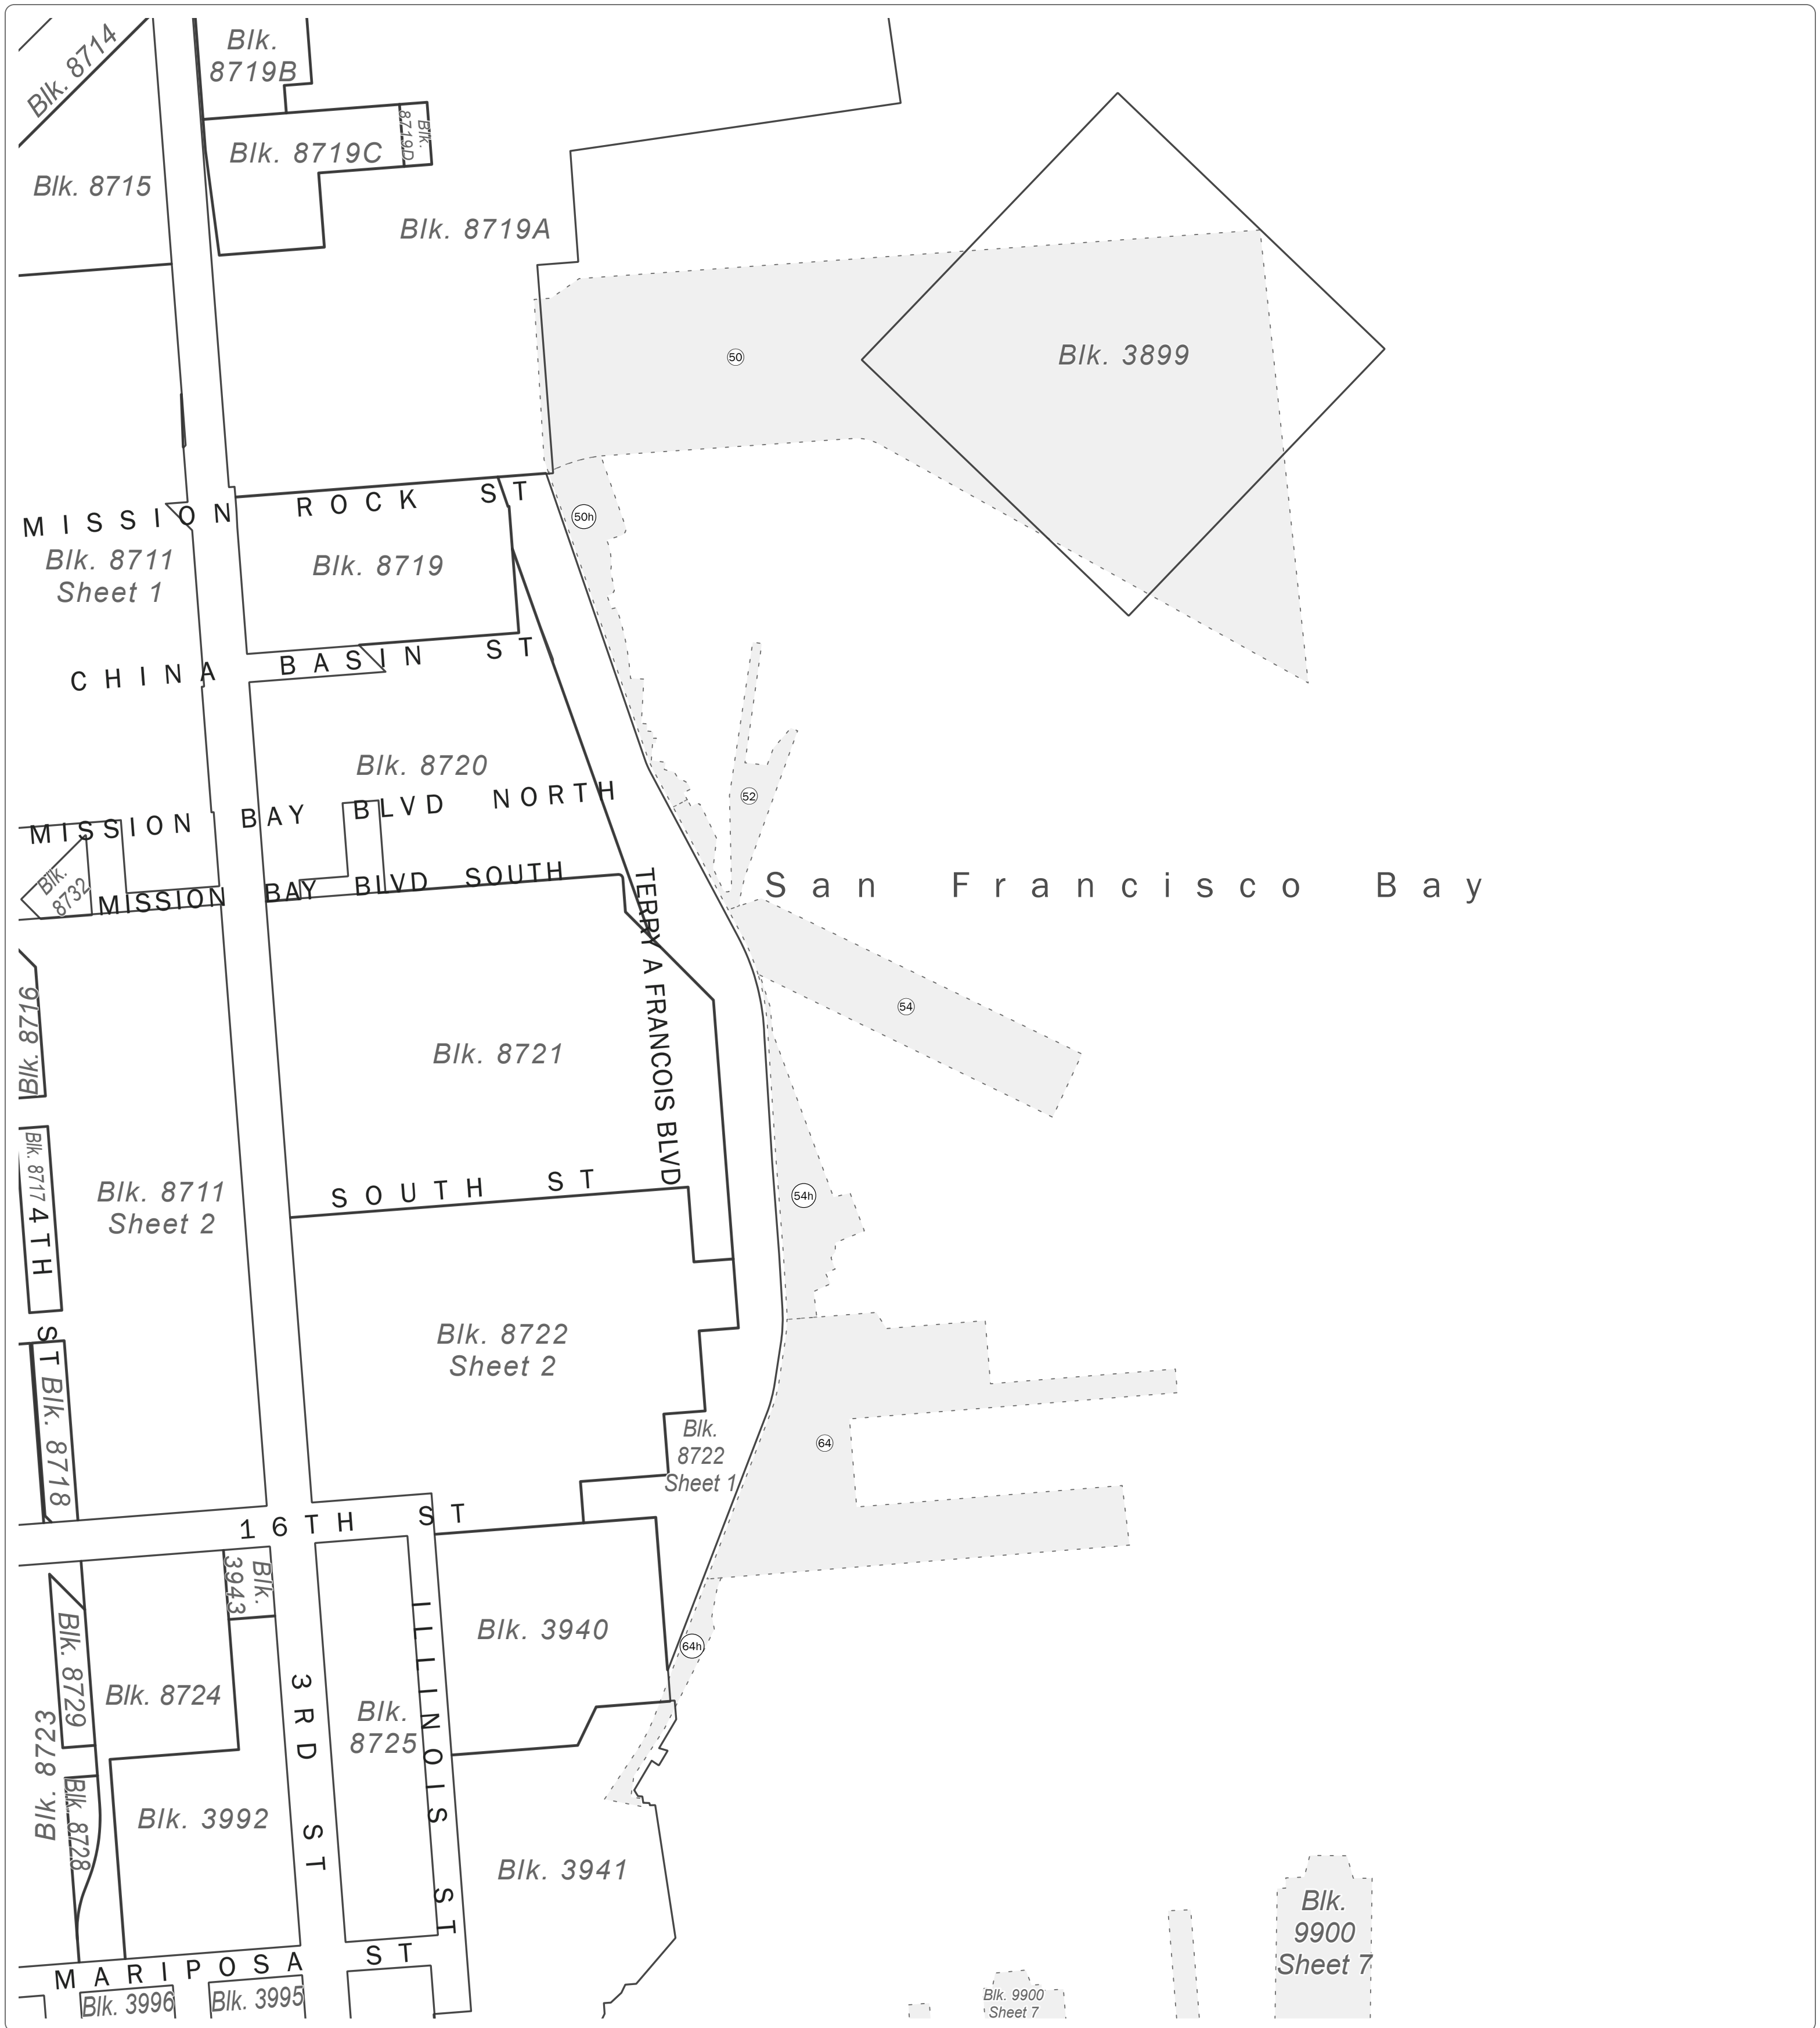 Blk. 8714
Blk.
8719B
Blk. 8719C
Blk.
8719D
Blk. 8715
Blk. 8719A
50
Blk. 3899
MISSION ROCK ST
50h
Blk. 8711
Sheet 1
Blk. 8719
CHINA BASIN ST
Blk. 8720
52
MISSION BAY BLVD NORTH
Blk.
8732
MISSION BAY BLVD SOUTH
San Francisco Bay
TERRY A FRANCOIS BLVD
Blk. 8716
54
Blk. 8721
Blk. 8717
4TH ST
Blk. 8711
Sheet 2
SOUTH ST
54h
Blk. 8722
Sheet 2
Blk. 8718
Blk.
8722
Sheet 1
64
16TH ST
Blk.
3943
Blk. 3940
64h
Blk. 8729
Blk. 8724
3RD ST
Blk.
8725
ILLINOIS ST
Blk. 8723
Blk. 8728
Blk. 3992
Blk. 3941
Blk.
9900
Sheet 7
MARIPOSA ST
Blk. 3996
Blk. 3995
Blk. 9900
Sheet 7